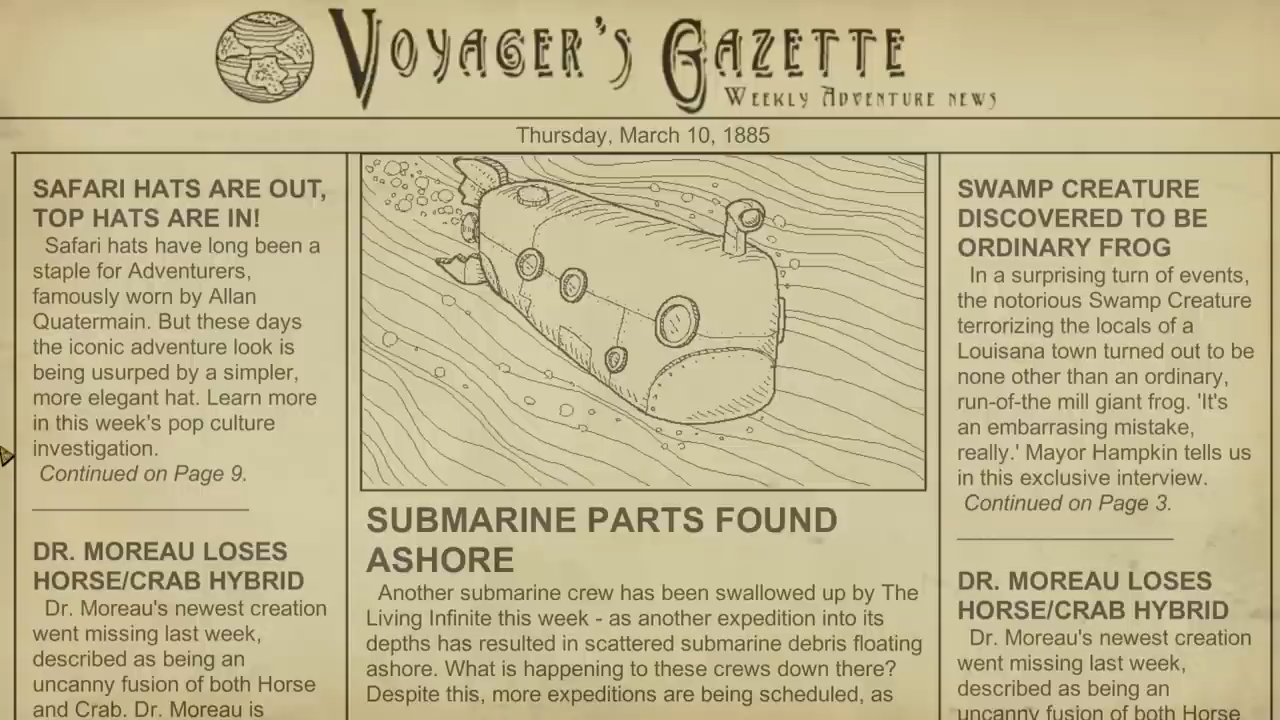 VOYAGER'S GAZETTE
WEEKLY ADVENTURE NEWS
Thursday, March 10, 1885
SAFARI HATS ARE OUT,
TOP HATS ARE IN!
Safari hats have long been a
staple for Adventurers,
famously worn by Allan
Quatermain. But these days
the iconic adventure look is
being usurped by a simpler,
more elegant hat. Learn more
in this week's pop culture
investigation.
Continued on Page 9.
DR. MOREAU LOSES
HORSE/CRAB HYBRID
Dr. Moreau's newest creation
went missing last week,
described as being an
uncanny fusion of both Horse
and Crab. Dr. Moreau is
SUBMARINE PARTS FOUND
ASHORE
Another submarine crew has been swallowed up by The
Living Infinite this week - as another expedition into its
depths has resulted in scattered submarine debris floating
ashore. What is happening to these crews down there?
Despite this, more expeditions are being scheduled, as
SWAMP CREATURE
DISCOVERED TO BE
ORDINARY FROG
In a surprising turn of events,
the notorious Swamp Creature
terrorizing the locals of a
Louisana town turned out to be
none other than an ordinary,
run-of-the mill giant frog. 'It's
an embarrasing mistake,
really.' Mayor Hampkin tells us
in this exclusive interview.
Continued on Page 3.
DR. MOREAU LOSES
HORSE/CRAB HYBRID
Dr. Moreau's newest creation
went missing last week,
described as being an
uncanny fusion of both Horse